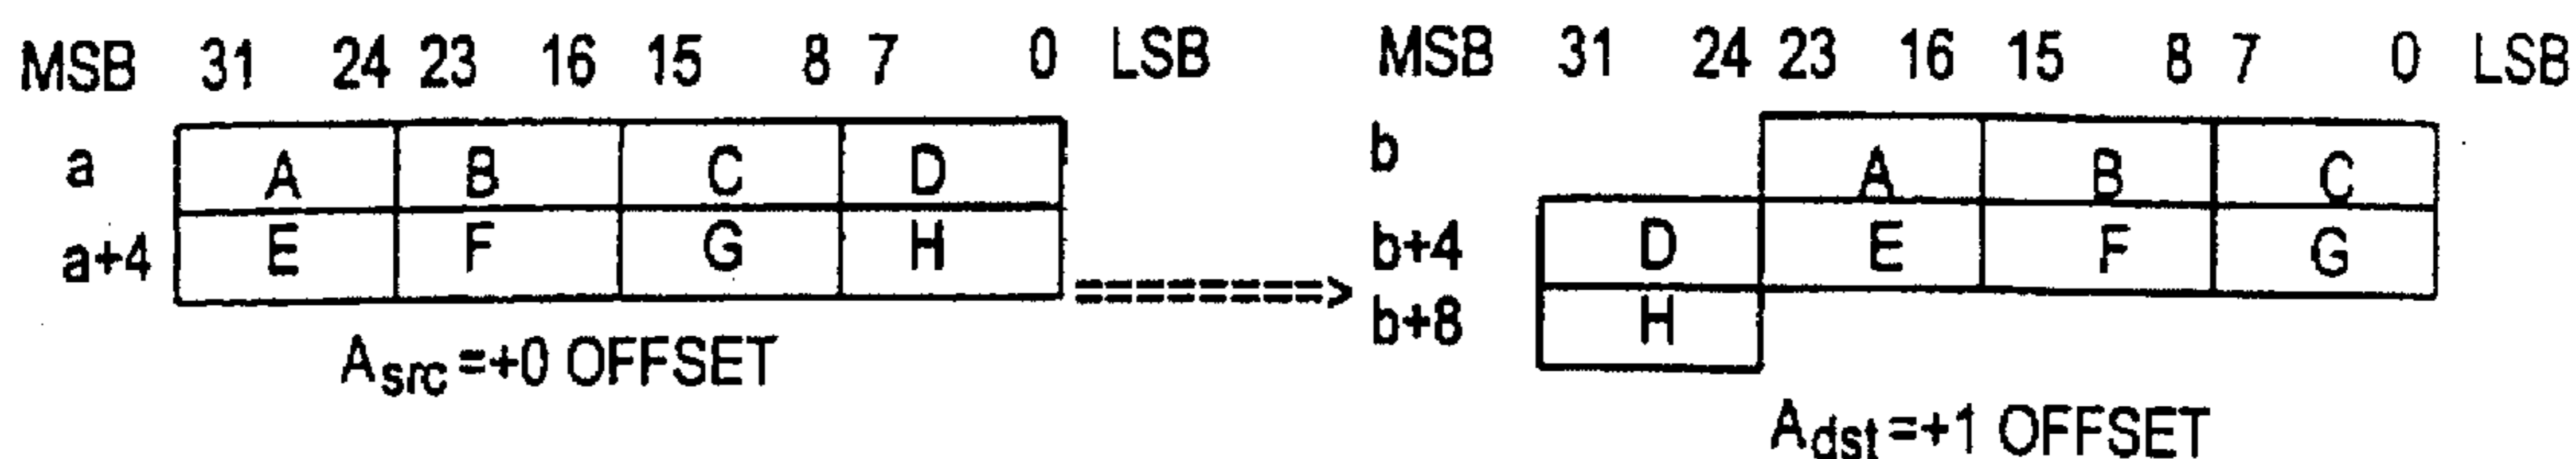 MSB 31 24 23 16 15 8 7 0 LSB MSB 31 24 23 16 15 8 7 0 LSB
a A B C D b A B C
a+4 E F G H b+4 D E F G
========> b+8 H
Asrc =+0 OFFSET
Adst =+1 OFFSET